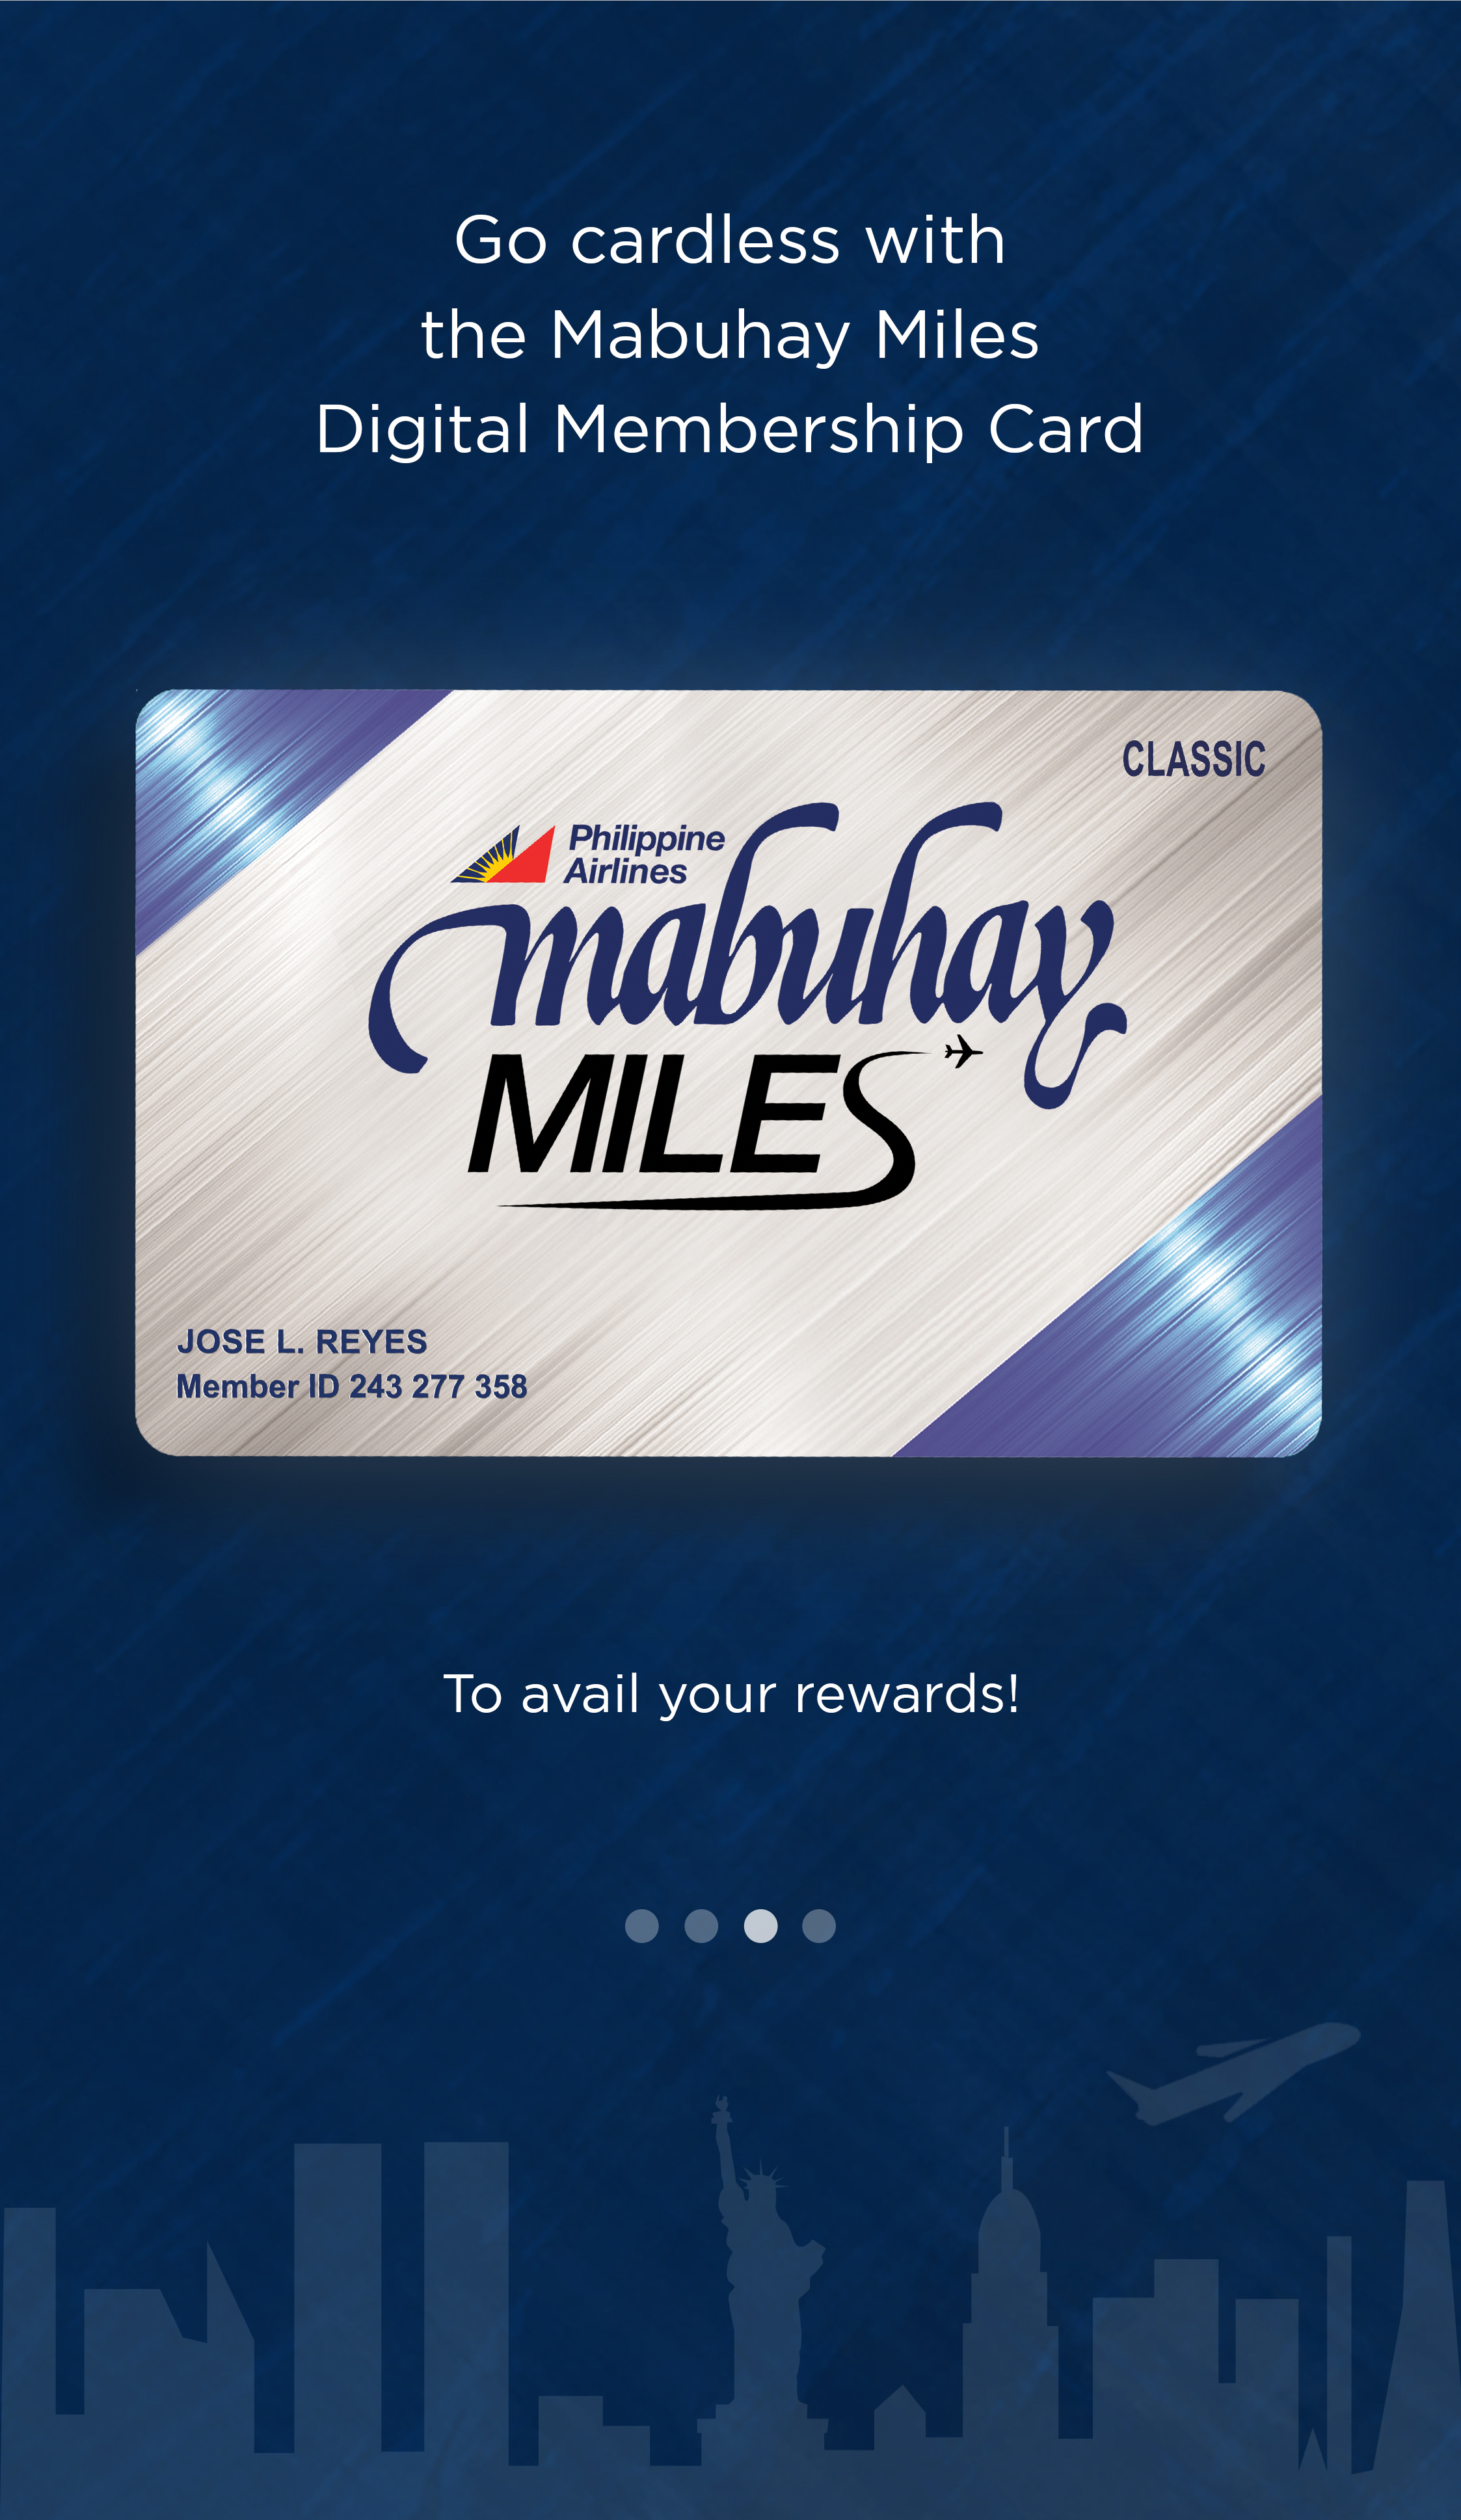 Go cardless with
the Mabuhay Miles
Digital Membership Card
CLASSIC
Philippine
Airlines
mabuhay
MILES
JOSE L. REYES
Member ID 243 277 358
To avail your rewards!